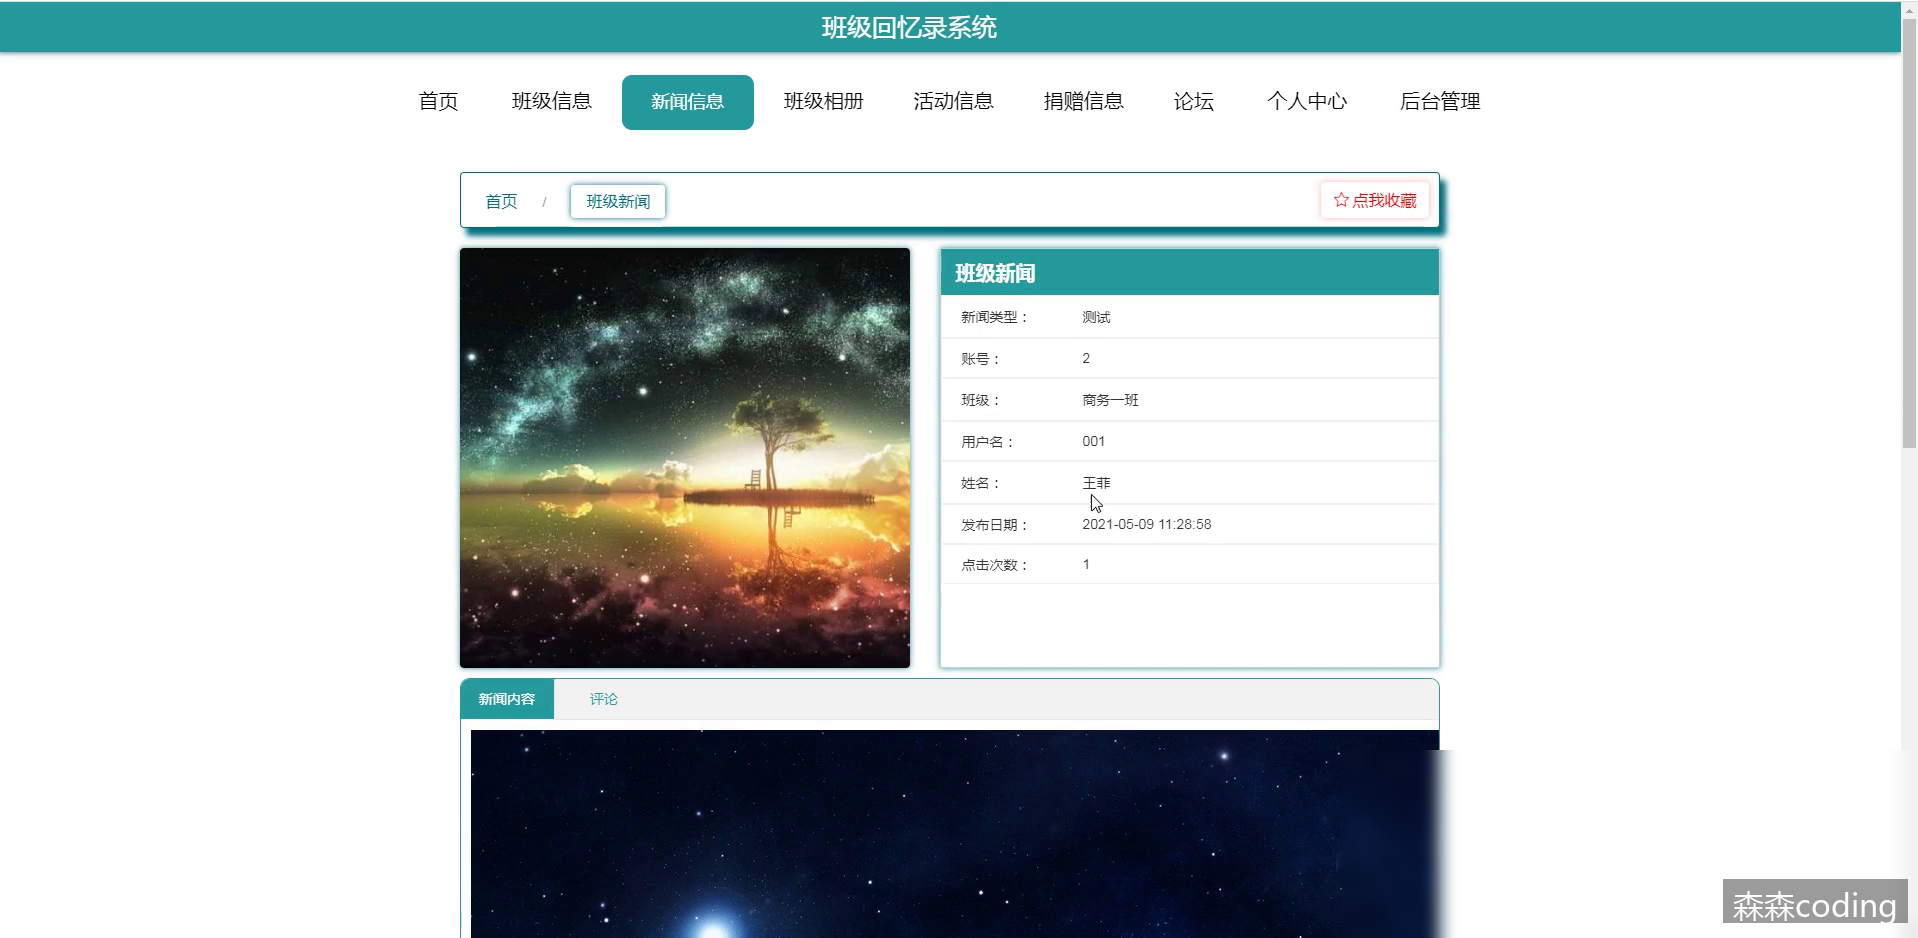 班级回忆录系统
首页 班级信息 新闻信息 班级相册 活动信息 捐赠信息 论坛 个人中心 后台管理
首页 / 班级新闻 ☆点我收藏
班级新闻
新闻类型： 测试
账号： 2
班级： 商务一班
用户名： 001
姓名： 王菲
发布日期： 2021-05-09 11:28:58
点击次数： 1
新闻内容 评论
森森coding